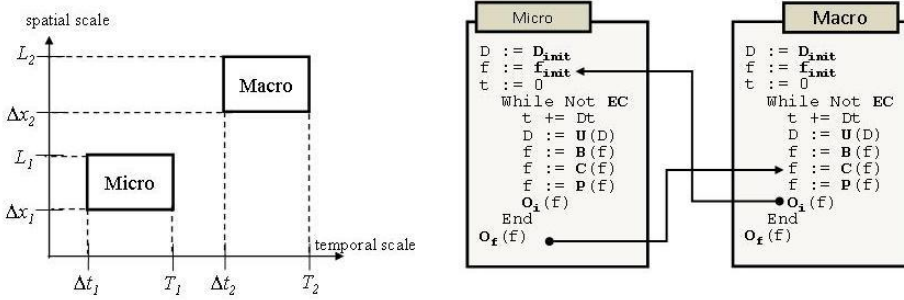 spatial scale
L2
Macro
Δx2
L1
Micro
Δx1
temporal scale
Δt1 T1 Δt2 T2
Micro
D := Dinit
f := finit
t := 0
While Not EC
t += Dt
D := U(D)
f := B(f)
f := C(f)
f := P(f)
Oi(f)
End
Of(f)
Macro
D := Dinit
f := finit
t := 0
While Not EC
t += Dt
D := U(D)
f := B(f)
f := C(f)
f := P(f)
Oi(f)
End
Of(f)